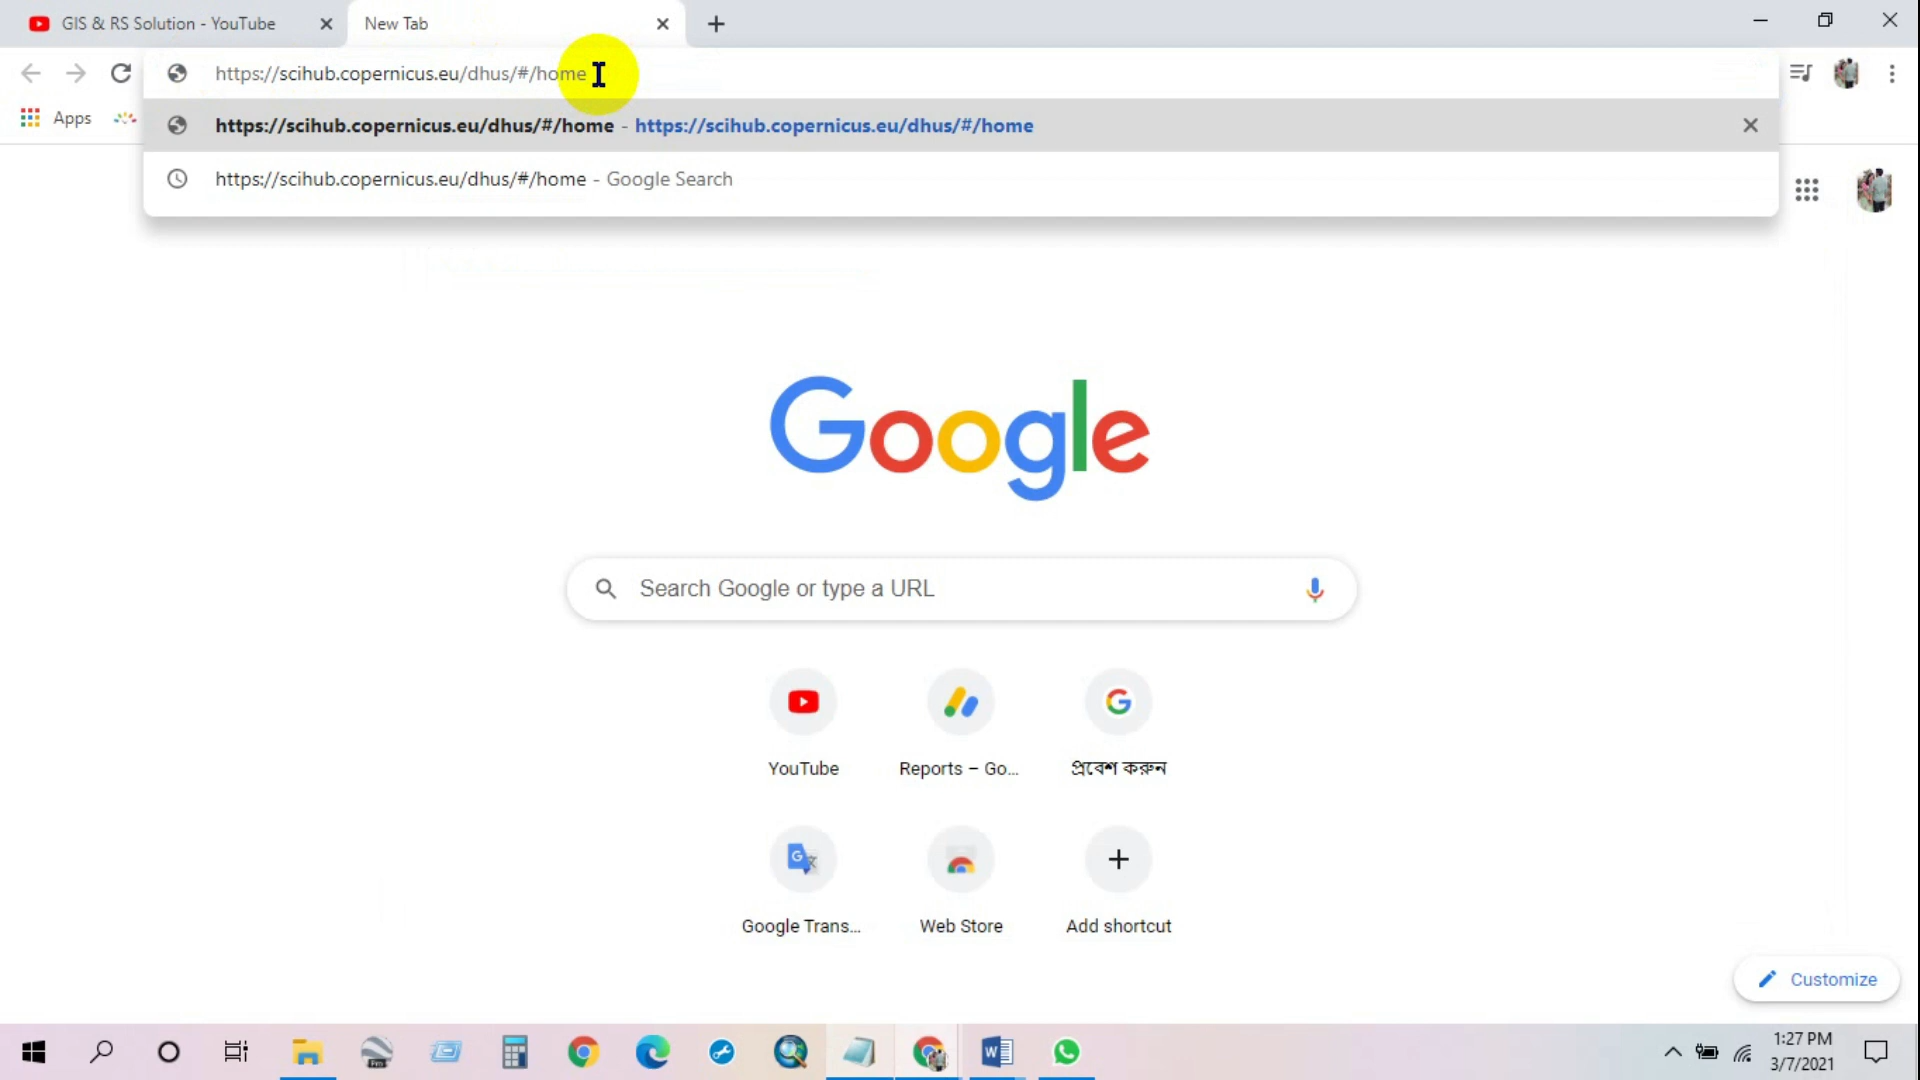 GIS & RS Solution - YouTube
New Tab
https://scihub.copernicus.eu/dhus/#/home
Apps
https://scihub.copernicus.eu/dhus/#/home - https://scihub.copernicus.eu/dhus/#/home
https://scihub.copernicus.eu/dhus/#/home - Google Search
Google
Search Google or type a URL
YouTube
Reports – Go...
প্রবেশ করুন
Google Trans...
Web Store
Add shortcut
Customize
1:27 PM
3/7/2021